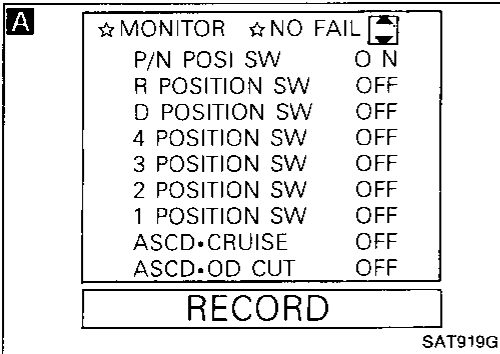 A
☆MONITOR ☆NO FAIL
P/N POSI SW ON
R POSITION SW OFF
D POSITION SW OFF
4 POSITION SW OFF
3 POSITION SW OFF
2 POSITION SW OFF
1 POSITION SW OFF
ASCD•CRUISE OFF
ASCD•OD CUT OFF
RECORD
SAT919G